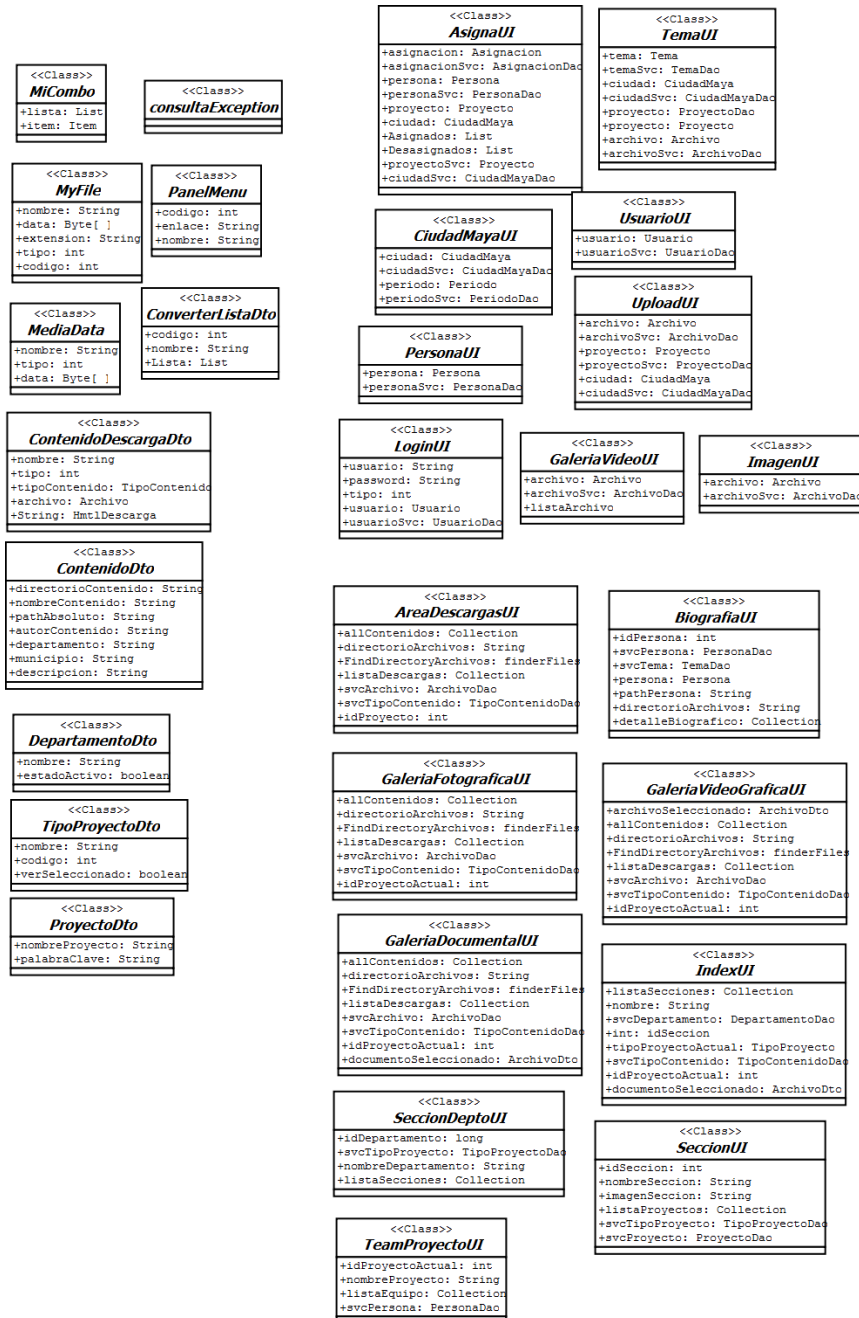 <<Class>>
MiCombo
+lista: List
+item: Item
<<Class>>
consultaException
<<Class>>
MyFile
+nombre: String
+data: Byte[ ]
+extension: String
+tipo: int
+codigo: int
<<Class>>
PanelMenu
+codigo: int
+enlace: String
+nombre: String
<<Class>>
MediaData
+nombre: String
+tipo: int
+data: Byte[ ]
<<Class>>
ConverterListaDto
+codigo: int
+nombre: String
+Lista: List
<<Class>>
ContenidoDescargaDto
+nombre: String
+tipo: int
+tipoContenido: TipoContenido
+archivo: Archivo
+String: HmtlDescarga
<<Class>>
ContenidoDto
+directorioContenido: String
+nombreContenido: String
+pathAbsoluto: String
+autorContenido: String
+departamento: String
+municipio: String
+descripcion: String
<<Class>>
DepartamentoDto
+nombre: String
+estadoActivo: boolean
<<Class>>
TipoProyectoDto
+nombre: String
+codigo: int
+verSeleccionado: boolean
<<Class>>
ProyectoDto
+nombreProyecto: String
+palabraClave: String
<<Class>>
AsignaUI
+asignacion: Asignacion
+asignacionSvc: AsignacionDao
+persona: Persona
+personaSvc: PersonaDao
+proyecto: Proyecto
+ciudad: CiudadMaya
+Asignados: List
+Desasignados: List
+proyectoSvc: Proyecto
+ciudadSvc: CiudadMayaDao
<<Class>>
TemaUI
+tema: Tema
+temaSvc: TemaDao
+ciudad: CiudadMaya
+ciudadSvc: CiudadMayaDao
+proyecto: ProyectoDao
+proyecto: Proyecto
+archivo: Archivo
+archivoSvc: ArchivoDao
<<Class>>
CiudadMayaUI
+ciudad: CiudadMaya
+ciudadSvc: CiudadMayaDao
+periodo: Periodo
+periodoSvc: PeriodoDao
<<Class>>
UsuarioUI
+usuario: Usuario
+usuarioSvc: UsuarioDao
<<Class>>
UploadUI
+archivo: Archivo
+archivoSvc: ArchivoDao
+proyecto: Proyecto
+proyectoSvc: ProyectoDao
+ciudad: CiudadMaya
+ciudadSvc: CiudadMayaDao
<<Class>>
PersonaUI
+persona: Persona
+personaSvc: PersonaDao
<<Class>>
LoginUI
+usuario: String
+password: String
+tipo: int
+usuario: Usuario
+usuarioSvc: UsuarioDao
<<Class>>
GaleriaVideoUI
+archivo: Archivo
+archivoSvc: ArchivoDao
+listaArchivo
<<Class>>
ImagenUI
+archivo: Archivo
+archivoSvc: ArchivoDao
<<Class>>
AreaDescargasUI
+allContenidos: Collection
+directorioArchivos: String
+FindDirectoryArchivos: finderFiles
+listaDescargas: Collection
+svcArchivo: ArchivoDao
+svcTipoContenido: TipoContenidoDao
+idProyecto: int
<<Class>>
BiografiaUI
+idPersona: int
+svcPersona: PersonaDao
+svcTema: TemaDao
+persona: Persona
+pathPersona: String
+directorioArchivos: String
+detalleBiografico: Collection
<<Class>>
GaleriaFotograficaUI
+allContenidos: Collection
+directorioArchivos: String
+FindDirectoryArchivos: finderFiles
+listaDescargas: Collection
+svcArchivo: ArchivoDao
+svcTipoContenido: TipoContenidoDao
+idProyectoActual: int
<<Class>>
GaleriaVideoGraficaUI
+archivoSeleccionado: ArchivoDto
+allContenidos: Collection
+directorioArchivos: String
+FindDirectoryArchivos: finderFiles
+listaDescargas: Collection
+svcArchivo: ArchivoDao
+svcTipoContenido: TipoContenidoDao
+idProyectoActual: int
<<Class>>
GaleriaDocumentalUI
+allContenidos: Collection
+directorioArchivos: String
+FindDirectoryArchivos: finderFiles
+listaDescargas: Collection
+svcArchivo: ArchivoDao
+svcTipoContenido: TipoContenidoDao
+idProyectoActual: int
+documentoSeleccionado: ArchivoDto
<<Class>>
IndexUI
+listaSecciones: Collection
+nombre: String
+svcDepartamento: DepartamentoDao
+int: idSeccion
+tipoProyectoActual: TipoProyecto
+svcTipoContenido: TipoContenidoDao
+idProyectoActual: int
+documentoSeleccionado: ArchivoDto
<<Class>>
SeccionDeptoUI
+idDepartamento: long
+svcTipoProyecto: TipoProyectoDao
+nombreDepartamento: String
+listaSecciones: Collection
<<Class>>
SeccionUI
+idSeccion: int
+nombreSeccion: String
+imagenSeccion: String
+listaProyectos: Collection
+svcTipoProyecto: TipoProyectoDao
+svcProyecto: ProyectoDao
<<Class>>
TeamProyectoUI
+idProyectoActual: int
+nombreProyecto: String
+listaEquipo: Collection
+svcPersona: PersonaDao